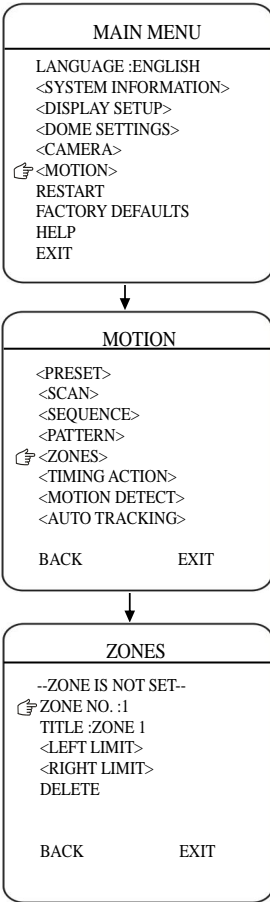 MAIN MENU
LANGUAGE :ENGLISH
<SYSTEM INFORMATION>
<DISPLAY SETUP>
<DOME SETTINGS>
<CAMERA>
<MOTION>
RESTART
FACTORY DEFAULTS
HELP
EXIT
MOTION
<PRESET>
<SCAN>
<SEQUENCE>
<PATTERN>
<ZONES>
<TIMING ACTION>
<MOTION DETECT>
<AUTO TRACKING>
BACK EXIT
ZONES
--ZONE IS NOT SET--
ZONE NO. :1
TITLE :ZONE 1
<LEFT LIMIT>
<RIGHT LIMIT>
DELETE
BACK EXIT